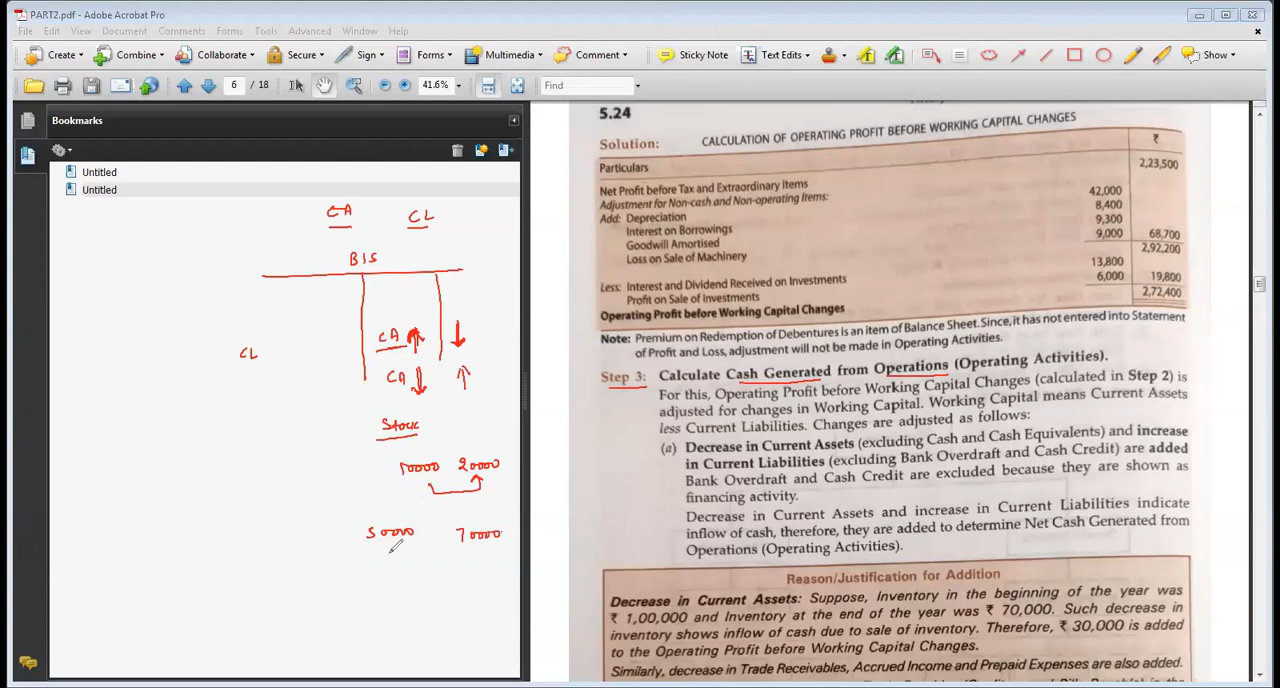 PART2.pdf - Adobe Acrobat Pro
File Edit View Document Comments Forms Tools Advanced Window Help
Create Combine Collaborate Secure Sign Forms Multimedia Comment Sticky Note Text Edits Show
6 / 18 41.6% Find
Bookmarks
Untitled
Untitled
CA CL
B/S
CA
CL
CA
Stock
10000 20000
50000 70000
5.24
Solution: CALCULATION OF OPERATING PROFIT BEFORE WORKING CAPITAL CHANGES
Particulars ₹
Net Profit before Tax and Extraordinary Items 2,23,500
Adjustment for Non-cash and Non-operating Items:
Add: Depreciation 42,000
Interest on Borrowings 8,400
Goodwill Amortised 9,300
Loss on Sale of Machinery 9,000 68,700
2,92,200
Less: Interest and Dividend Received on Investments 13,800
Profit on Sale of Investments 6,000 19,800
Operating Profit before Working Capital Changes 2,72,400
Note: Premium on Redemption of Debentures is an item of Balance Sheet. Since, it has not entered into Statement
of Profit and Loss, adjustment will not be made in Operating Activities.
Step 3: Calculate Cash Generated from Operations (Operating Activities).
For this, Operating Profit before Working Capital Changes (calculated in Step 2) is
adjusted for changes in Working Capital. Working Capital means Current Assets
less Current Liabilities. Changes are adjusted as follows:
(a) Decrease in Current Assets (excluding Cash and Cash Equivalents) and increase
in Current Liabilities (excluding Bank Overdraft and Cash Credit) are added
Bank Overdraft and Cash Credit are excluded because they are shown as
financing activity.
Decrease in Current Assets and increase in Current Liabilities indicate
inflow of cash, therefore, they are added to determine Net Cash Generated from
Operations (Operating Activities).
Reason/Justification for Addition
Decrease in Current Assets: Suppose, Inventory in the beginning of the year was
₹ 1,00,000 and Inventory at the end of the year was ₹ 70,000. Such decrease in
inventory shows inflow of cash due to sale of inventory. Therefore, ₹ 30,000 is added
to the Operating Profit before Working Capital Changes.
Similarly, decrease in Trade Receivables, Accrued Income and Prepaid Expenses are also added.